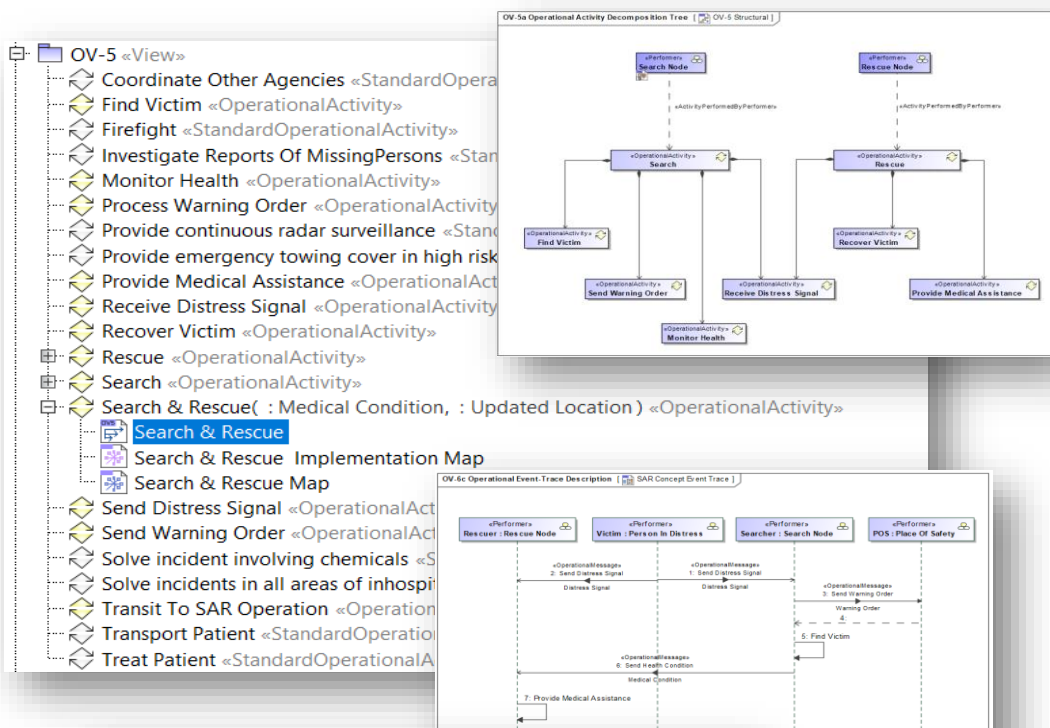 OV-5 «View»
Coordinate Other Agencies «StandardOpera
Find Victim «OperationalActivity»
Firefight «StandardOperationalActivity»
Investigate Reports Of MissingPersons «Stan
Monitor Health «OperationalActivity»
Process Warning Order «OperationalActivity
Provide continuous radar surveillance «Stand
Provide emergency towing cover in high risk
Provide Medical Assistance «OperationalAct
Receive Distress Signal «OperationalActivity
Recover Victim «OperationalActivity»
Rescue «OperationalActivity»
Search «OperationalActivity»
Search & Rescue( : Medical Condition, : Updated Location ) «OperationalActivity»
OV5
Search & Rescue
Search & Rescue Implementation Map
Search & Rescue Map
Send Distress Signal «OperationalAct
Send Warning Order «OperationalAct
Solve incident involving chemicals «S
Solve incidents in all areas of inhospit
Transit To SAR Operation «Operation
Transport Patient «StandardOperation
Treat Patient «StandardOperationalA
OV-5a Operational Activity Decomposition Tree [ OV-5 Structural ]
«Performer»
Search Node
«Performer»
Rescue Node
«ActivityPerformedByPerformer»
«ActivityPerformedByPerformer»
«OperationalActivity»
Search
«OperationalActivity»
Rescue
«OperationalActivity»
Find Victim
«OperationalActivity»
Recover Victim
«OperationalActivity»
Send Warning Order
«OperationalActivity»
Receive Distress Signal
«OperationalActivity»
Provide Medical Assistance
«OperationalActivity»
Monitor Health
OV-6c Operational Event-Trace Description [ SAR Concept Event Trace ]
«Performer»
Rescuer : Rescue Node
«Performer»
Victim : Person In Distress
«Performer»
Searcher : Search Node
«Performer»
POS : Place Of Safety
«OperationalMessage»
2: Send Distress Signal
Distress Signal
«OperationalMessage»
1: Send Distress Signal
Distress Signal
«OperationalMessage»
3: Send Warning Order
Warning Order
4:
5: Find Victim
«OperationalMessage»
6: Send Health Condition
Medical Condition
7: Provide Medical Assistance